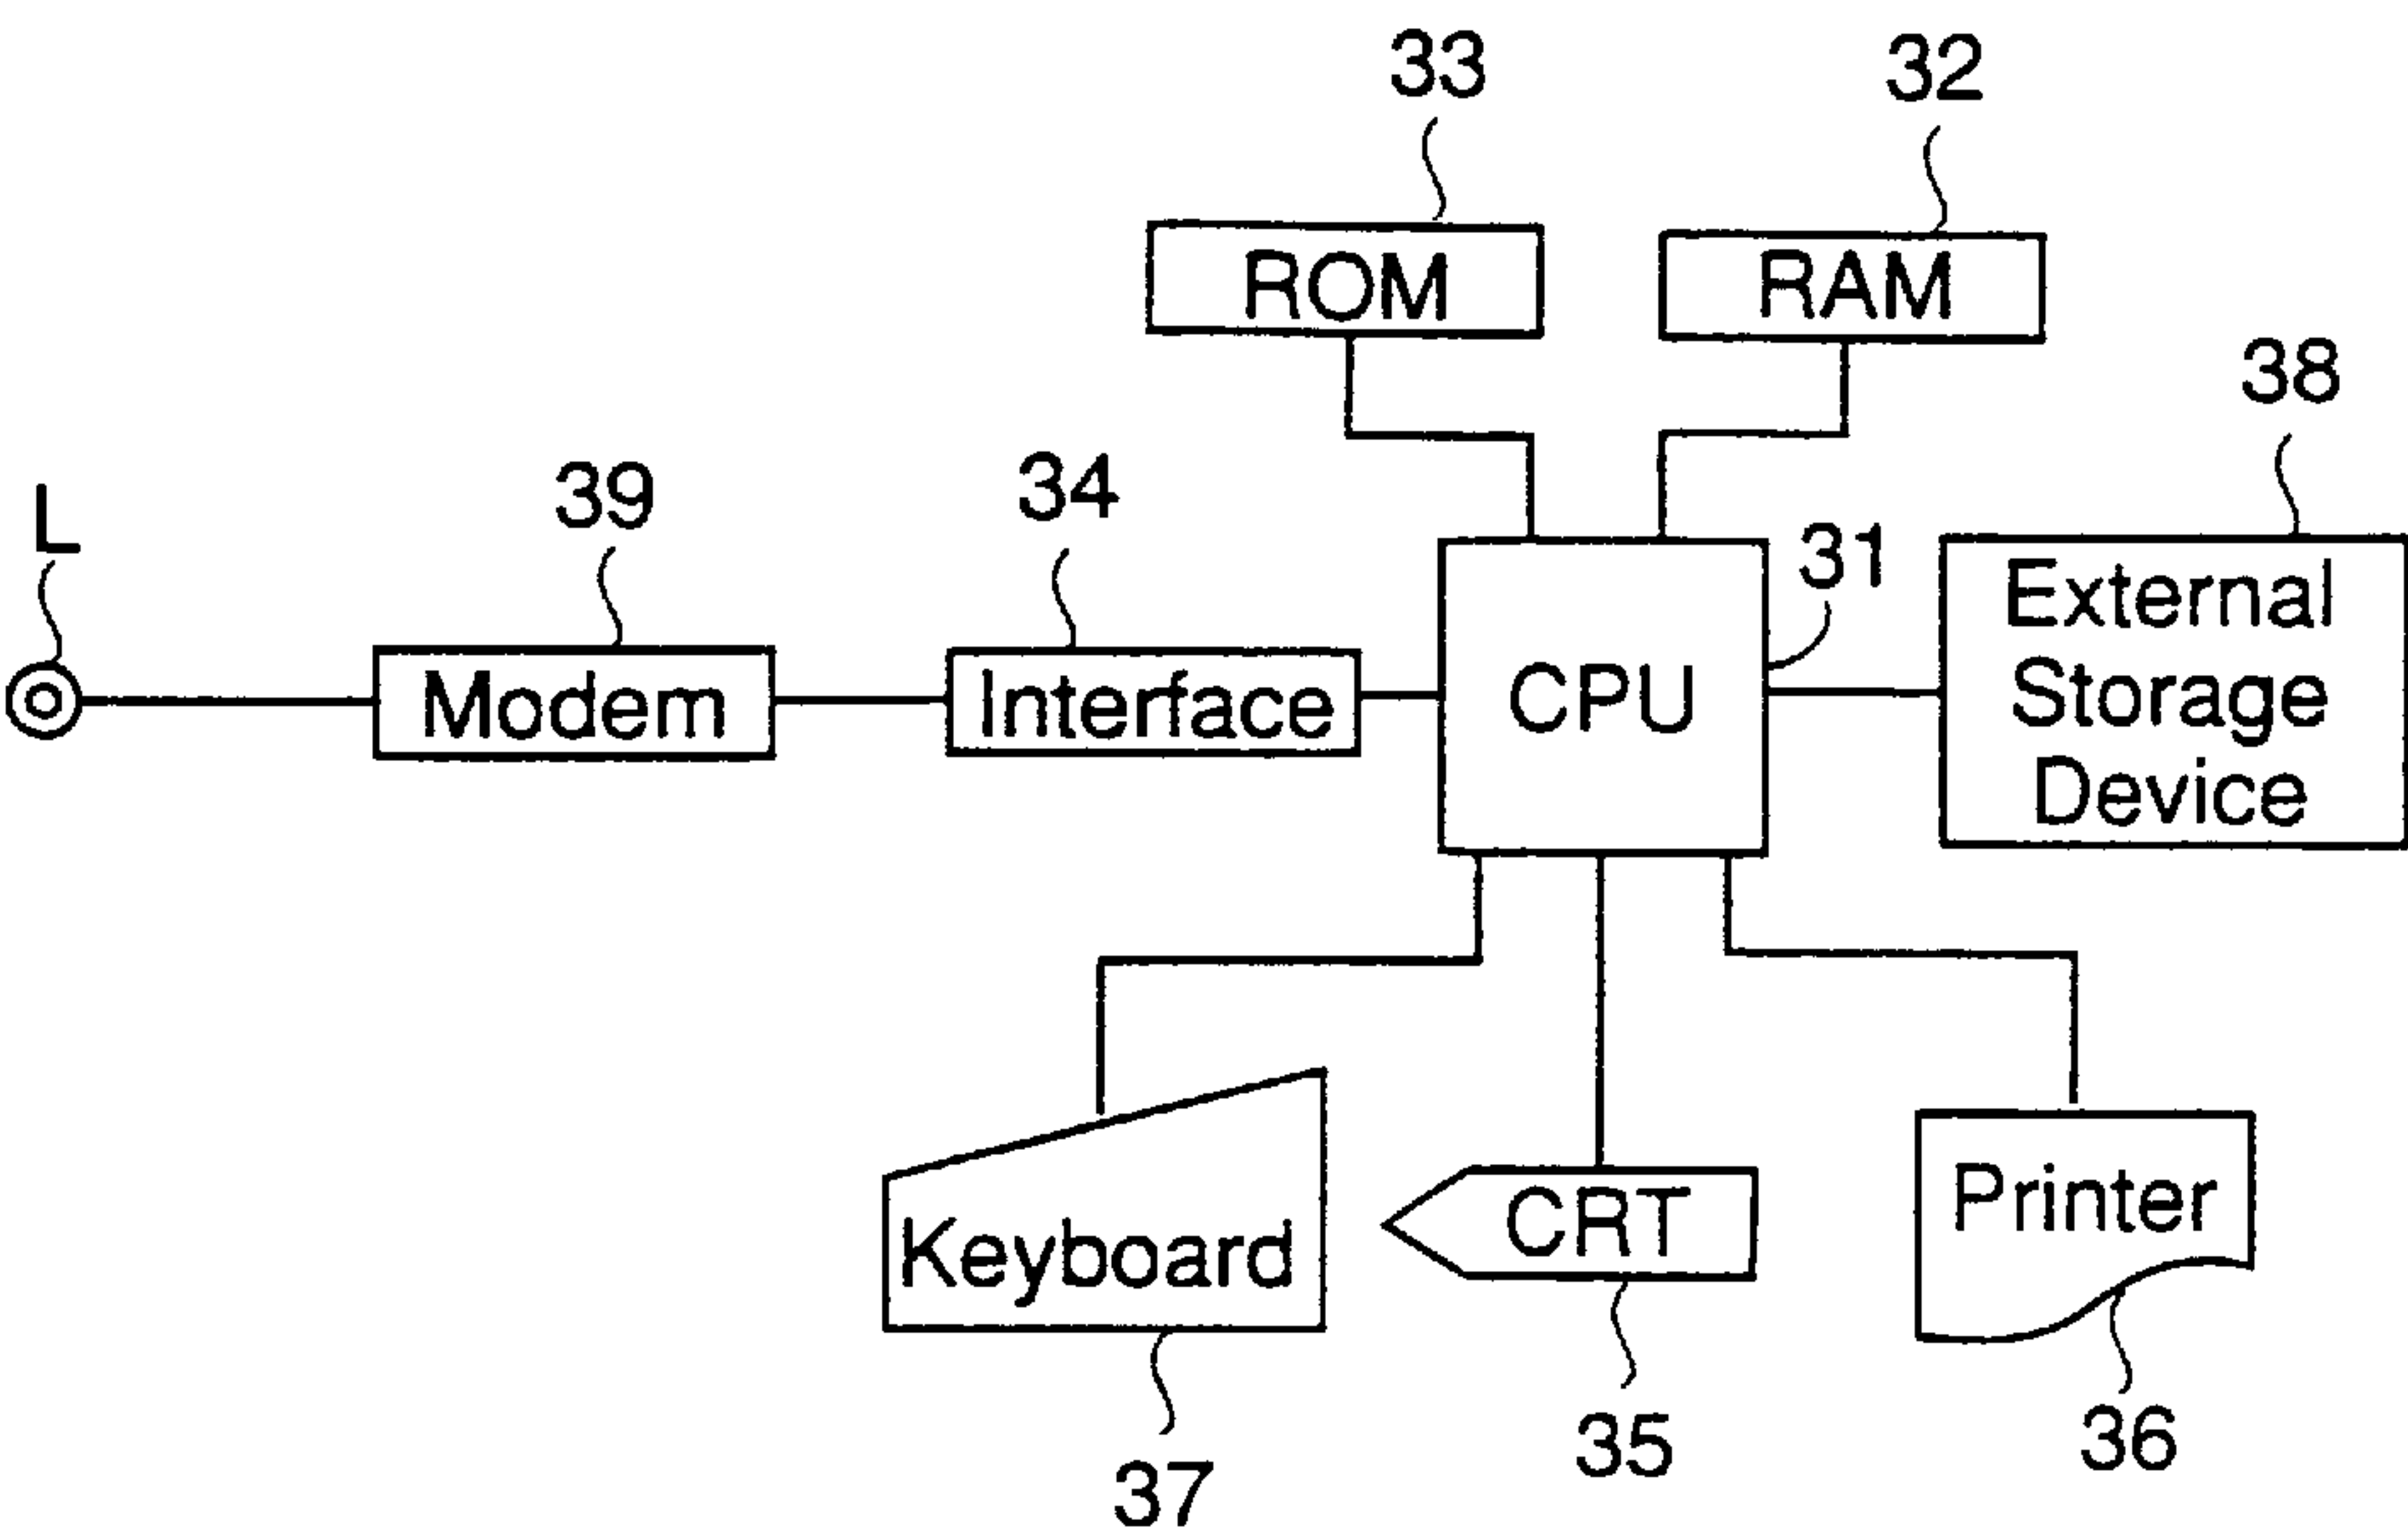 33
32
ROM
RAM
38
L
39
34
31
Modem
Interface
CPU
External
Storage
Device
Keyboard
CRT
Printer
37
35
36